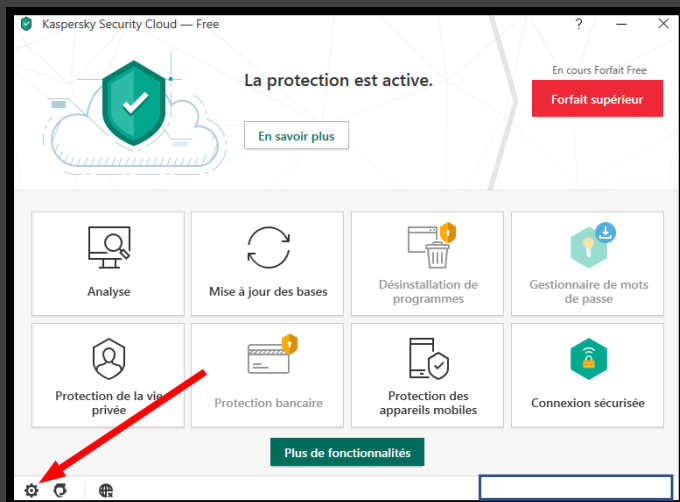 Kaspersky Security Cloud — Free
?
La protection est active.
En savoir plus
En cours Forfait Free
Forfait supérieur
Analyse
Mise à jour des bases
Désinstallation de
programmes
Gestionnaire de mots
de passe
Protection de la vie
privée
Protection bancaire
Protection des
appareils mobiles
Connexion sécurisée
Plus de fonctionnalités